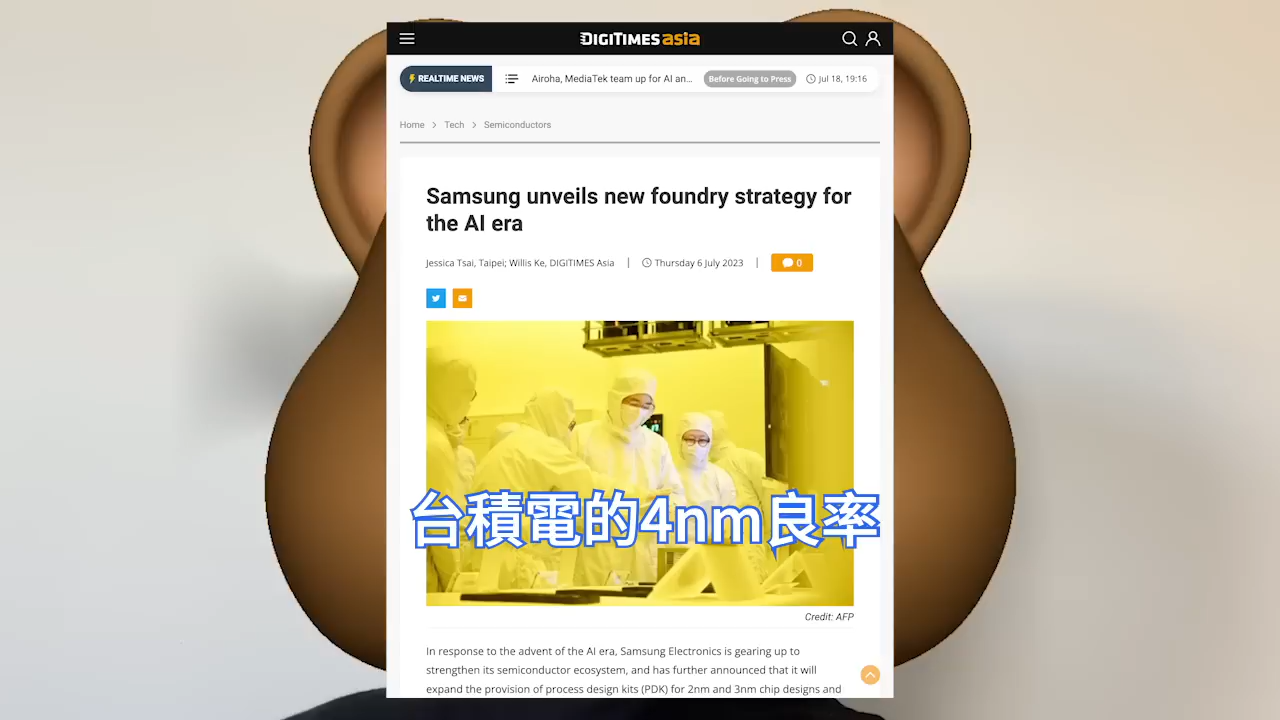 DIGITIMES asia
REALTIME NEWS
Airoha, MediaTek team up for AI an...
Before Going to Press
Jul 18, 19:16
Home > Tech > Semiconductors
Samsung unveils new foundry strategy for
the AI era
Jessica Tsai, Taipei; Willis Ke, DIGITIMES Asia | Thursday 6 July 2023 | 0
台積電的4nm良率
Credit: AFP
In response to the advent of the AI era, Samsung Electronics is gearing up to
strengthen its semiconductor ecosystem, and has further announced that it will
expand the provision of process design kits (PDK) for 2nm and 3nm chip designs and